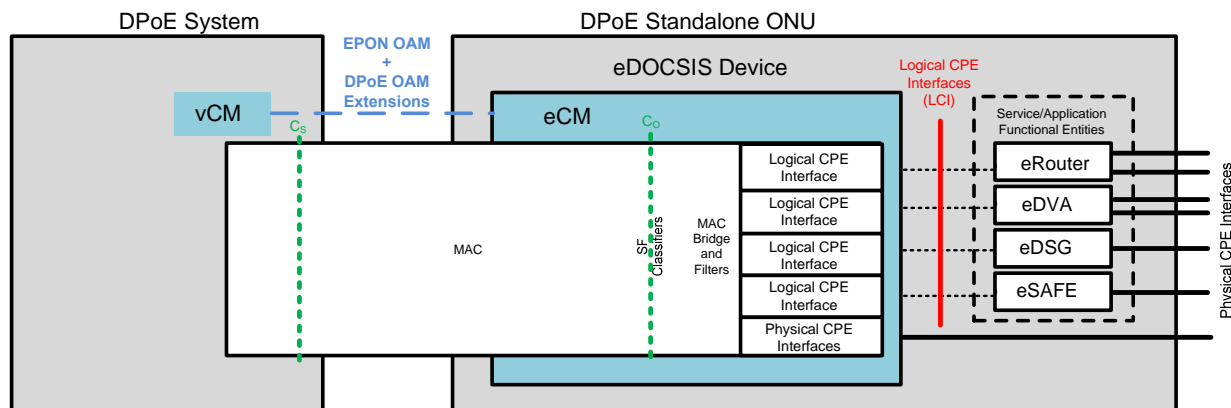 DPoE System
DPoE Standalone ONU
EPON OAM
+
DPoE OAM
Extensions
eDOCSIS Device
Logical CPE
Interfaces
(LCI)
vCM
eCM
CS
CO
Service/Application
Functional Entities
Logical CPE
Interface
Logical CPE
Interface
Logical CPE
Interface
Logical CPE
Interface
Physical CPE
Interfaces
MAC
SF
Classifiers
MAC
Bridge
and
Filters
eRouter
eDVA
eDSG
eSAFE
Physical CPE Interfaces